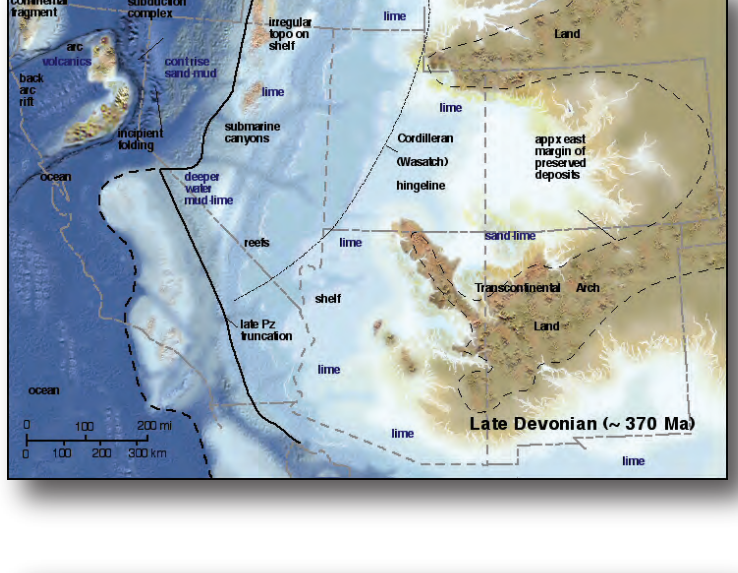 fragment
subduction
complex
irregular
topo on
shelf
lime
Land
arc
volcanics
cont rise
sand-mud
back
arc
rift
lime
lime
submarine
canyons
incipient
folding
Cordilleran
(Wasatch)
hingeline
appx east
margin of
preserved
deposits
ocean
deeper
water
mud-lime
reefs
lime
sand-lime
shelf
Transcontinental Arch
Land
late Pz
truncation
lime
ocean
0 100 200 mi
0 100 200 300 km
lime
Late Devonian (~ 370 Ma)
lime